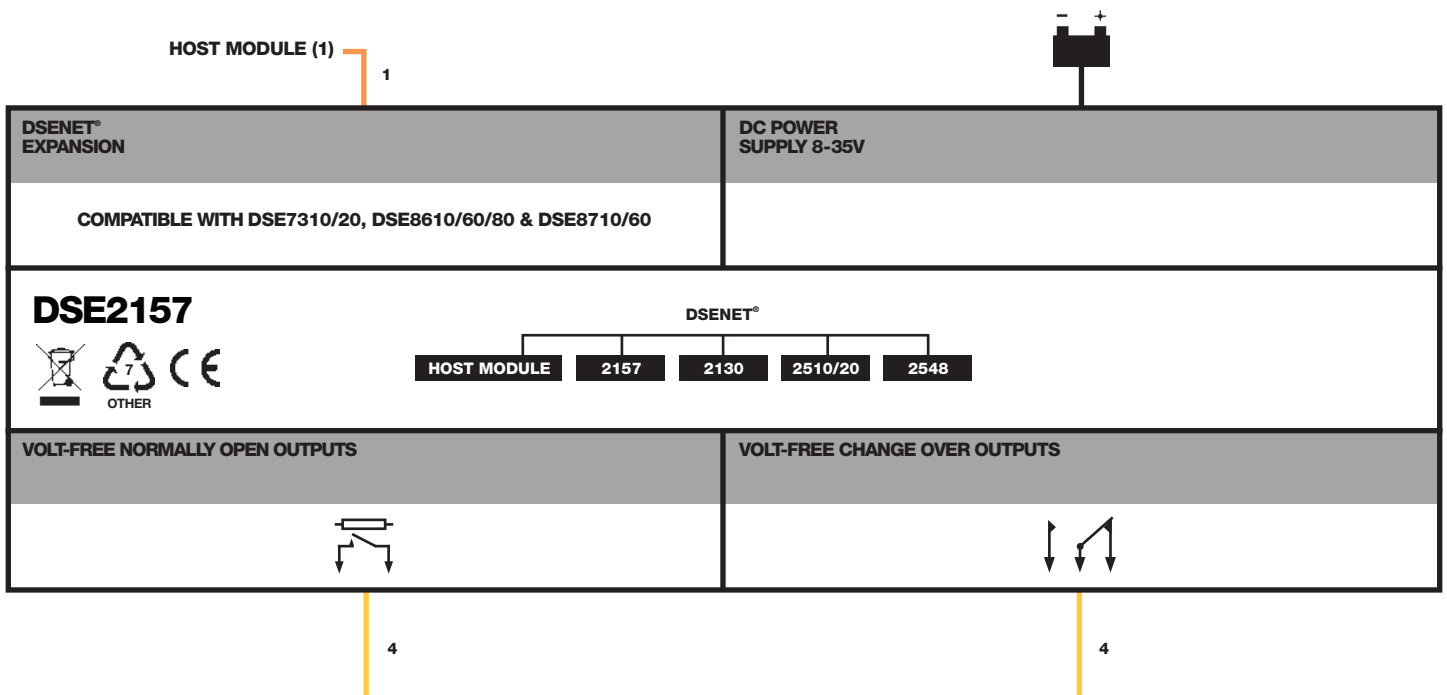 HOST MODULE (1)
1
- +
DSENET®
EXPANSION
DC POWER
SUPPLY 8-35V
COMPATIBLE WITH DSE7310/20, DSE8610/60/80 & DSE8710/60
DSE2157
7
OTHER
CE
DSENET®
HOST MODULE
2157
2130
2510/20
2548
VOLT-FREE NORMALLY OPEN OUTPUTS
VOLT-FREE CHANGE OVER OUTPUTS
4
4